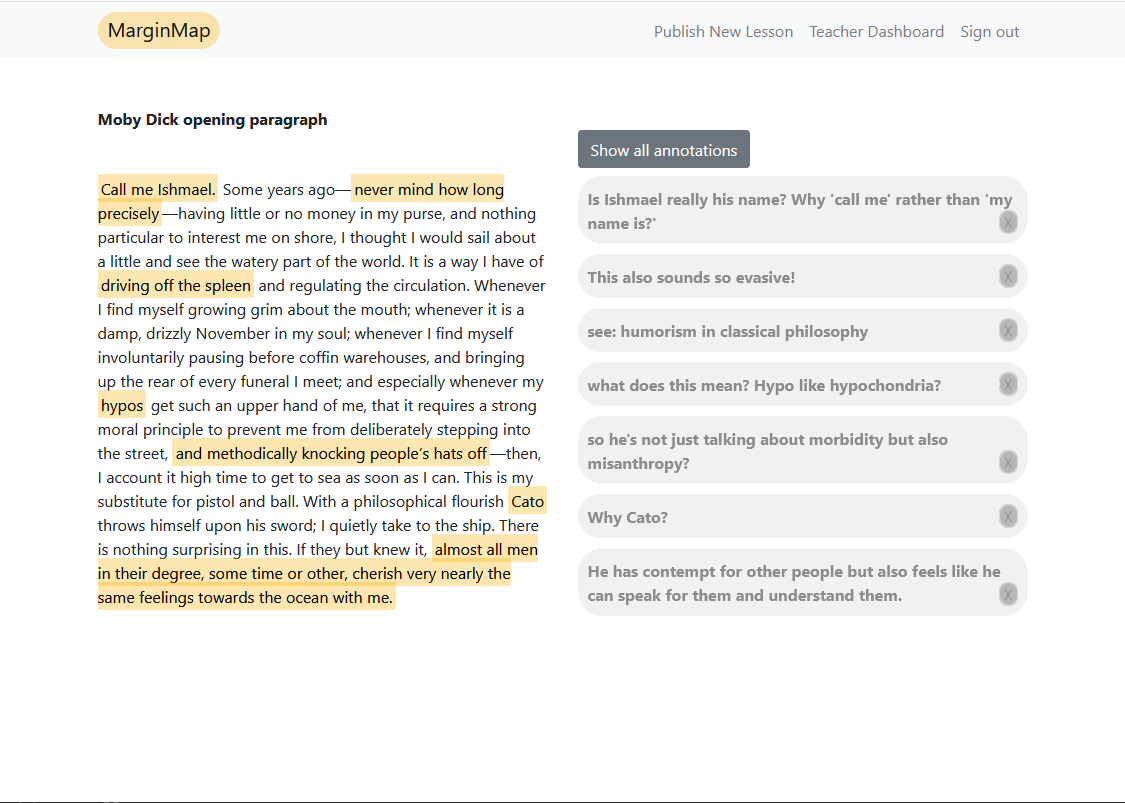 MarginMap
Publish New Lesson
Teacher Dashboard
Sign out
Moby Dick opening paragraph
Call me Ishmael. Some years ago—never mind how long
precisely—having little or no money in my purse, and nothing
particular to interest me on shore, I thought I would sail about
a little and see the watery part of the world. It is a way I have of
driving off the spleen and regulating the circulation. Whenever
I find myself growing grim about the mouth; whenever it is a
damp, drizzly November in my soul; whenever I find myself
involuntarily pausing before coffin warehouses, and bringing
up the rear of every funeral I meet; and especially whenever my
hypos get such an upper hand of me, that it requires a strong
moral principle to prevent me from deliberately stepping into
the street, and methodically knocking people's hats off—then,
I account it high time to get to sea as soon as I can. This is my
substitute for pistol and ball. With a philosophical flourish Cato
throws himself upon his sword; I quietly take to the ship. There
is nothing surprising in this. If they but knew it, almost all men
in their degree, some time or other, cherish very nearly the
same feelings towards the ocean with me.
Show all annotations
Is Ishmael really his name? Why 'call me' rather than 'my
name is?'
X
This also sounds so evasive!
X
see: humorism in classical philosophy
X
what does this mean? Hypo like hypochondria?
X
so he's not just talking about morbidity but also
misanthropy?
X
Why Cato?
X
He has contempt for other people but also feels like he
can speak for them and understand them.
X